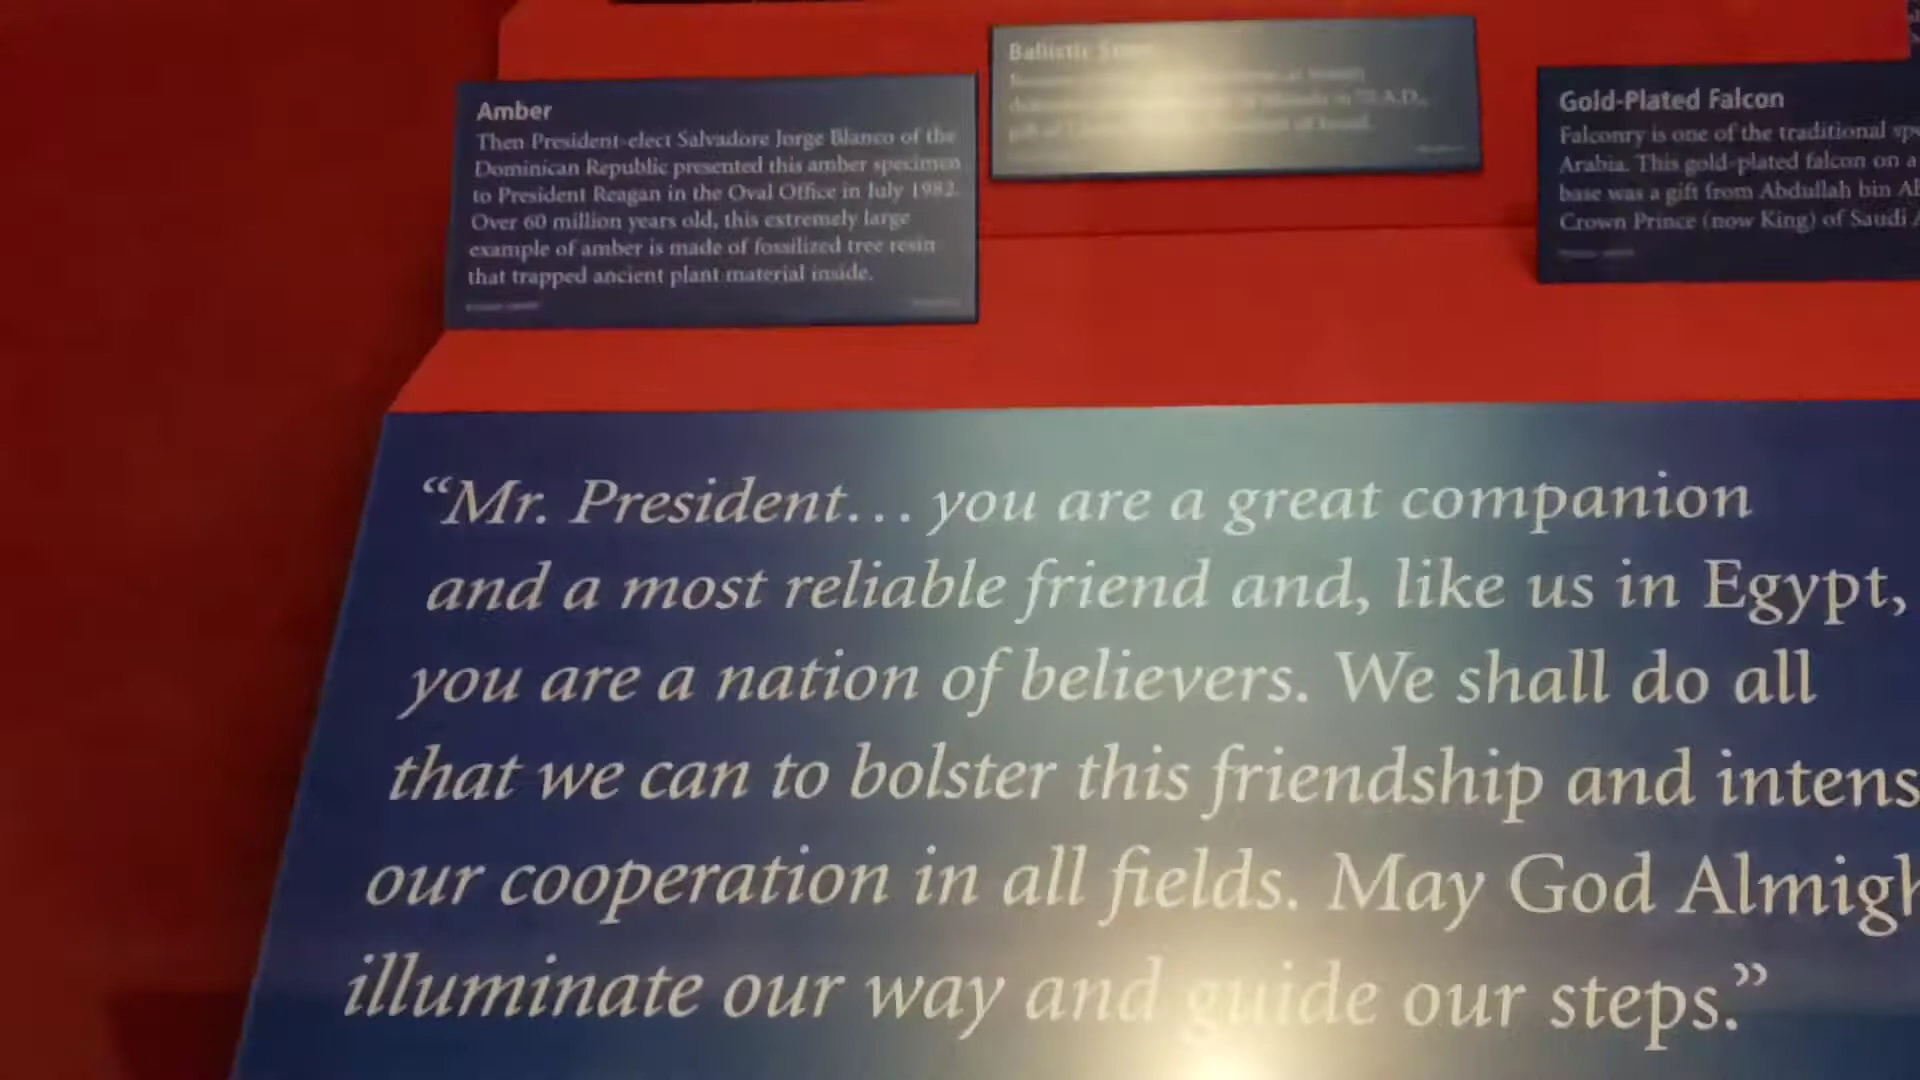 Amber
Then President-elect Salvadore Jorge Blanco of the
Dominican Republic presented this amber specimen
to President Reagan in the Oval Office in July 1982.
Over 60 million years old, this extremely large
example of amber is made of fossilized tree resin
that trapped ancient plant material inside.
Ballistic
A.D.,
Gold-Plated Falcon
Falconry is one of the traditional
Arabia. This gold-plated falcon on a
base was a gift from Abdullah bin
Crown Prince (now King) of Saudi
“Mr. President… you are a great companion
and a most reliable friend and, like us in Egypt,
you are a nation of believers. We shall do all
that we can to bolster this friendship and intens
our cooperation in all fields. May God Almigh
illuminate our way and guide our steps.”